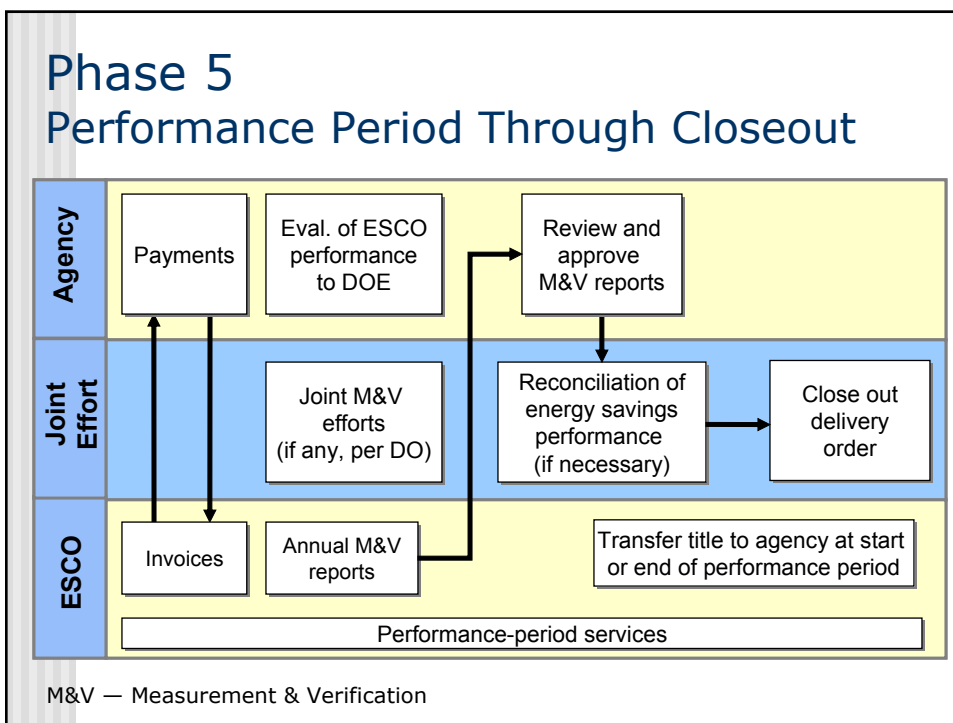 Phase 5
Performance Period Through Closeout
Agency
Payments
Eval. of ESCO
performance
to DOE
Review and
approve
M&V reports
Joint
Effort
Joint M&V
efforts
(if any, per DO)
Reconciliation of
energy savings
performance
(if necessary)
Close out
delivery
order
ESCO
Invoices
Annual M&V
reports
Transfer title to agency at start
or end of performance period
Performance-period services
M&V — Measurement & Verification